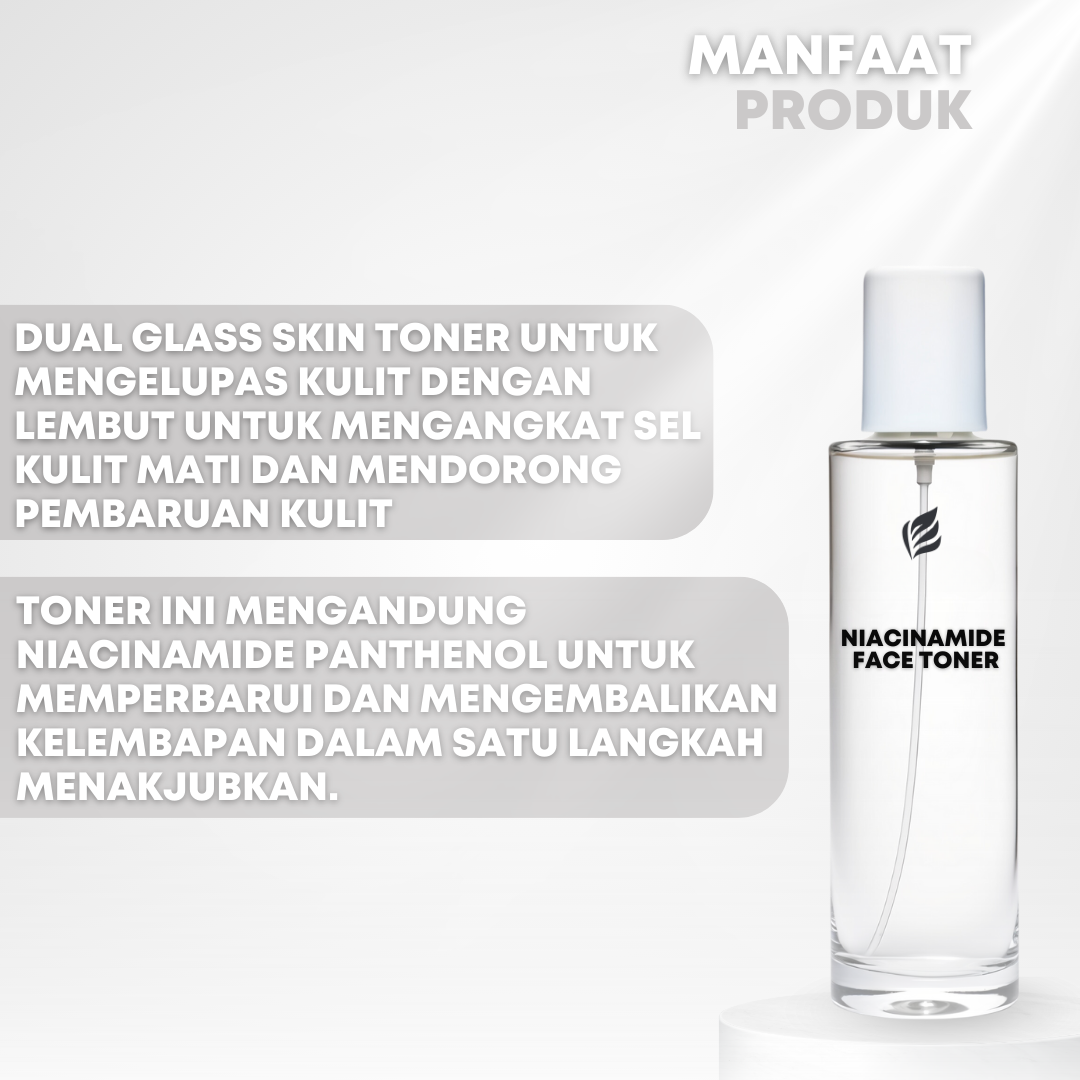 MANFAAT
PRODUK
DUAL GLASS SKIN TONER UNTUK
MENGELUPAS KULIT DENGAN
LEMBUT UNTUK MENGANGKAT SEL
KULIT MATI DAN MENDORONG
PEMBARUAN KULIT
TONER INI MENGANDUNG
NIACINAMIDE PANTHENOL UNTUK
MEMPERBARUI DAN MENGEMBALIKAN
KELEMBAPAN DALAM SATU LANGKAH
MENAKJUBKAN.
NIACINAMIDE
FACE TONER